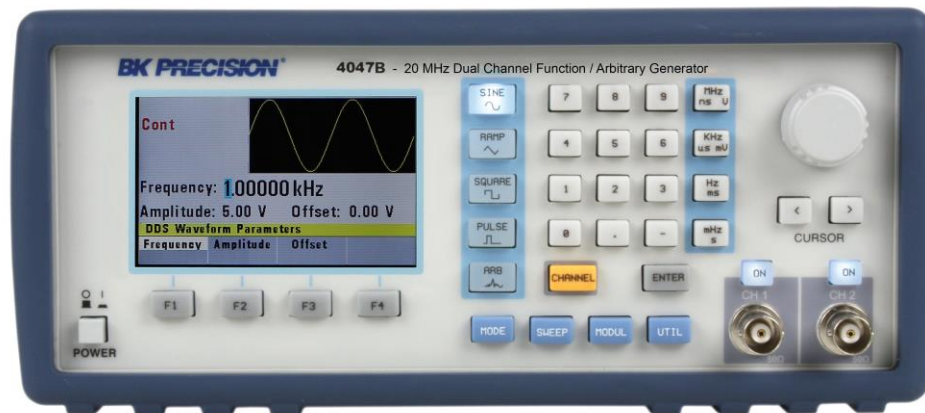 BK PRECISION® 4047B - 20 MHz Dual Channel Function / Arbitrary Generator
Cont
Frequency: 1.00000 kHz
Amplitude: 5.00 V Offset: 0.00 V
DDS Waveform Parameters
Frequency Amplitude Offset
F1 F2 F3 F4
O I
POWER
SINE
RAMP
SQUARE
PULSE
ARB
7 8 9 MHz ns V
4 5 6 KHz us mV
1 2 3 Hz ms
0 . - mHz s
CHANNEL ENTER
MODE SWEEP MODUL UTIL
< >
CURSOR
ON ON
CH 1 CH 2
50Ω 50Ω